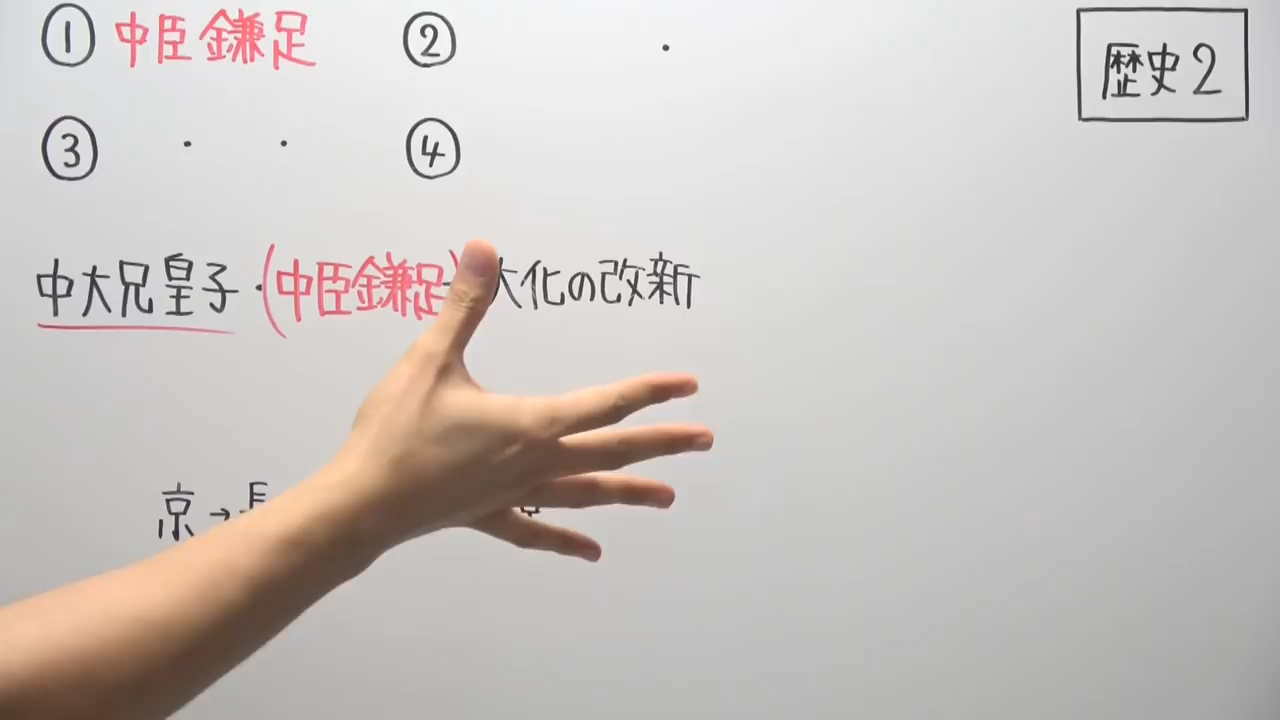 ① 中臣鎌足 ② ・
歴史2
③ ・ ・ ④
中大兄皇子・(中臣鎌足) 大化の改新
京→長